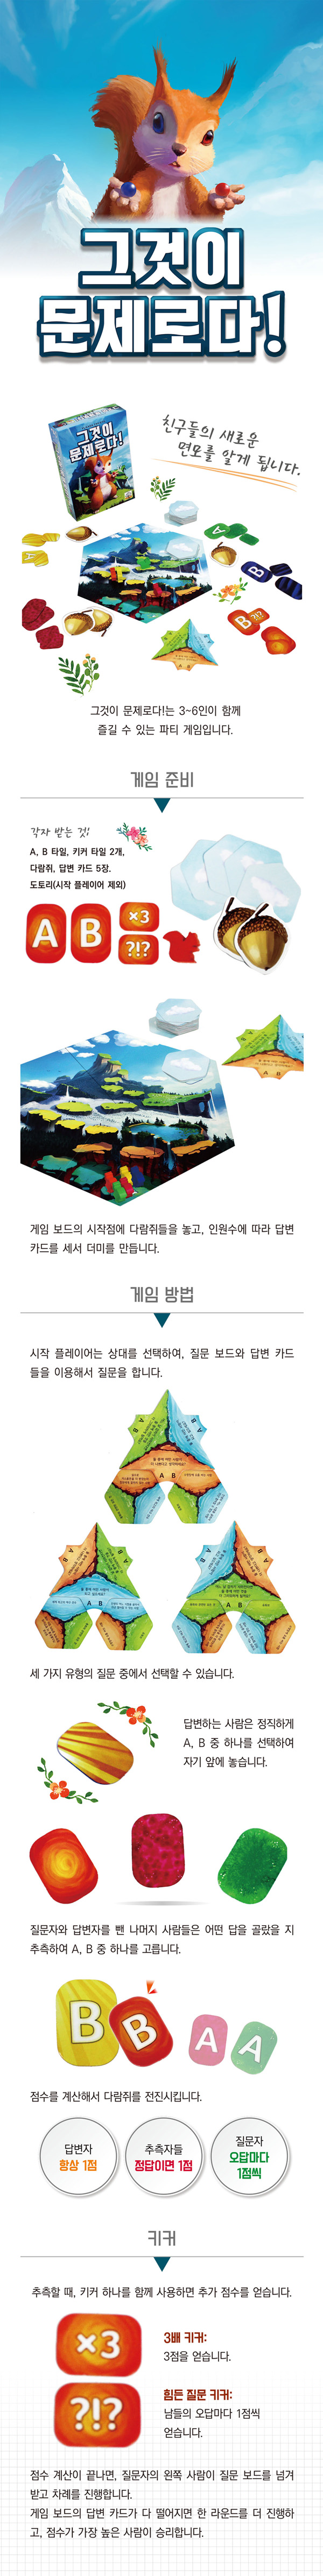 그것이
문제로다!
친구들의 새로운
면모를 알게 됩니다.
그것이
문제로다!
A
B
그것이 문제로다!는 3~6인이 함께
즐길 수 있는 파티 게임입니다.
게임 준비
각자 받는 것!
A, B 타일, 키커 타일 2개,
다람쥐, 답변 카드 5장.
도토리(시작 플레이어 제외)
A B ×3
?!?
게임 보드의 시작점에 다람쥐들을 놓고, 인원수에 따라 답변
카드를 세서 더미를 만듭니다.
게임 방법
시작 플레이어는 상대를 선택하여, 질문 보드와 답변 카드
들을 이용해서 질문을 합니다.
A B
A B
A B
세 가지 유형의 질문 중에서 선택할 수 있습니다.
답변하는 사람은 정직하게
A, B 중 하나를 선택하여
자기 앞에 놓습니다.
질문자와 답변자를 뺀 나머지 사람들은 어떤 답을 골랐을 지
추측하여 A, B 중 하나를 고릅니다.
B B A A
점수를 계산해서 다람쥐를 전진시킵니다.
답변자
항상 1점
추측자들
정답이면 1점
질문자
오답마다
1점씩
키커
추측할 때, 키커 하나를 함께 사용하면 추가 점수를 얻습니다.
×3
3배 키커:
3점을 얻습니다.
?!?
힘든 질문 키커:
남들의 오답마다 1점씩
얻습니다.
점수 계산이 끝나면, 질문자의 왼쪽 사람이 질문 보드를 넘겨
받고 차례를 진행합니다.
게임 보드의 답변 카드가 다 떨어지면 한 라운드를 더 진행하
고, 점수가 가장 높은 사람이 승리합니다.